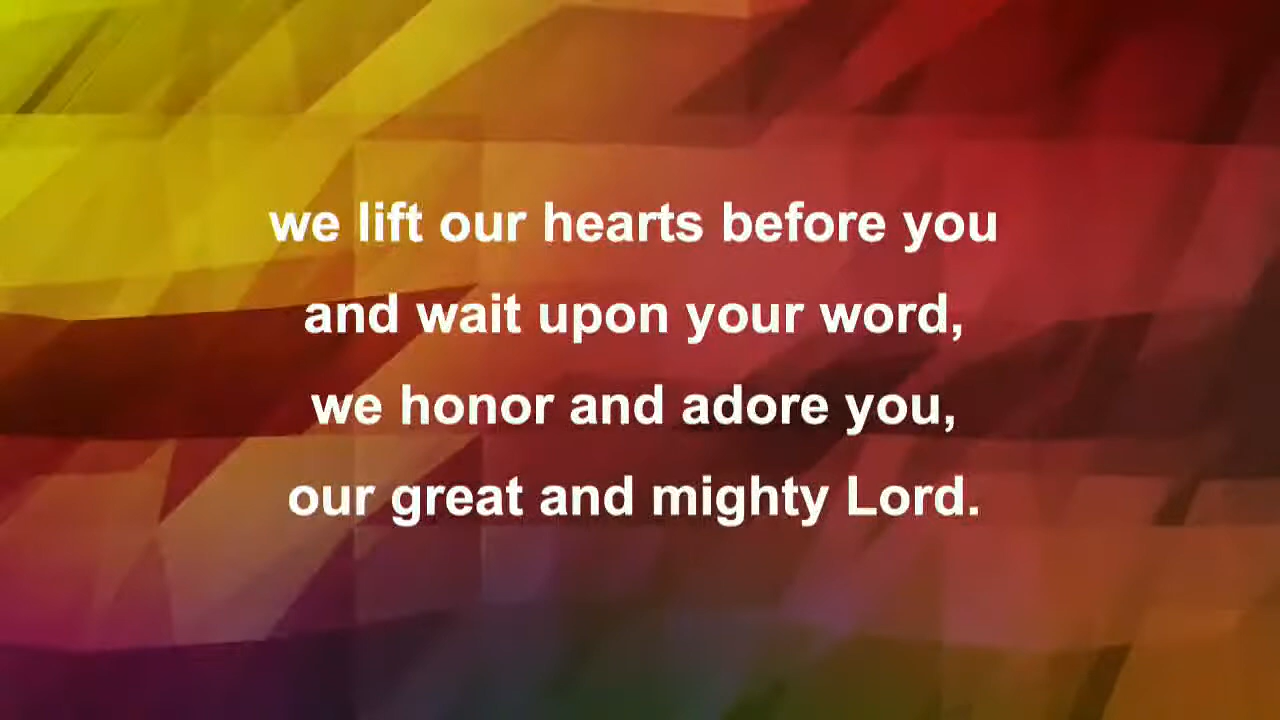 we lift our hearts before you
and wait upon your word,
we honor and adore you,
our great and mighty Lord.